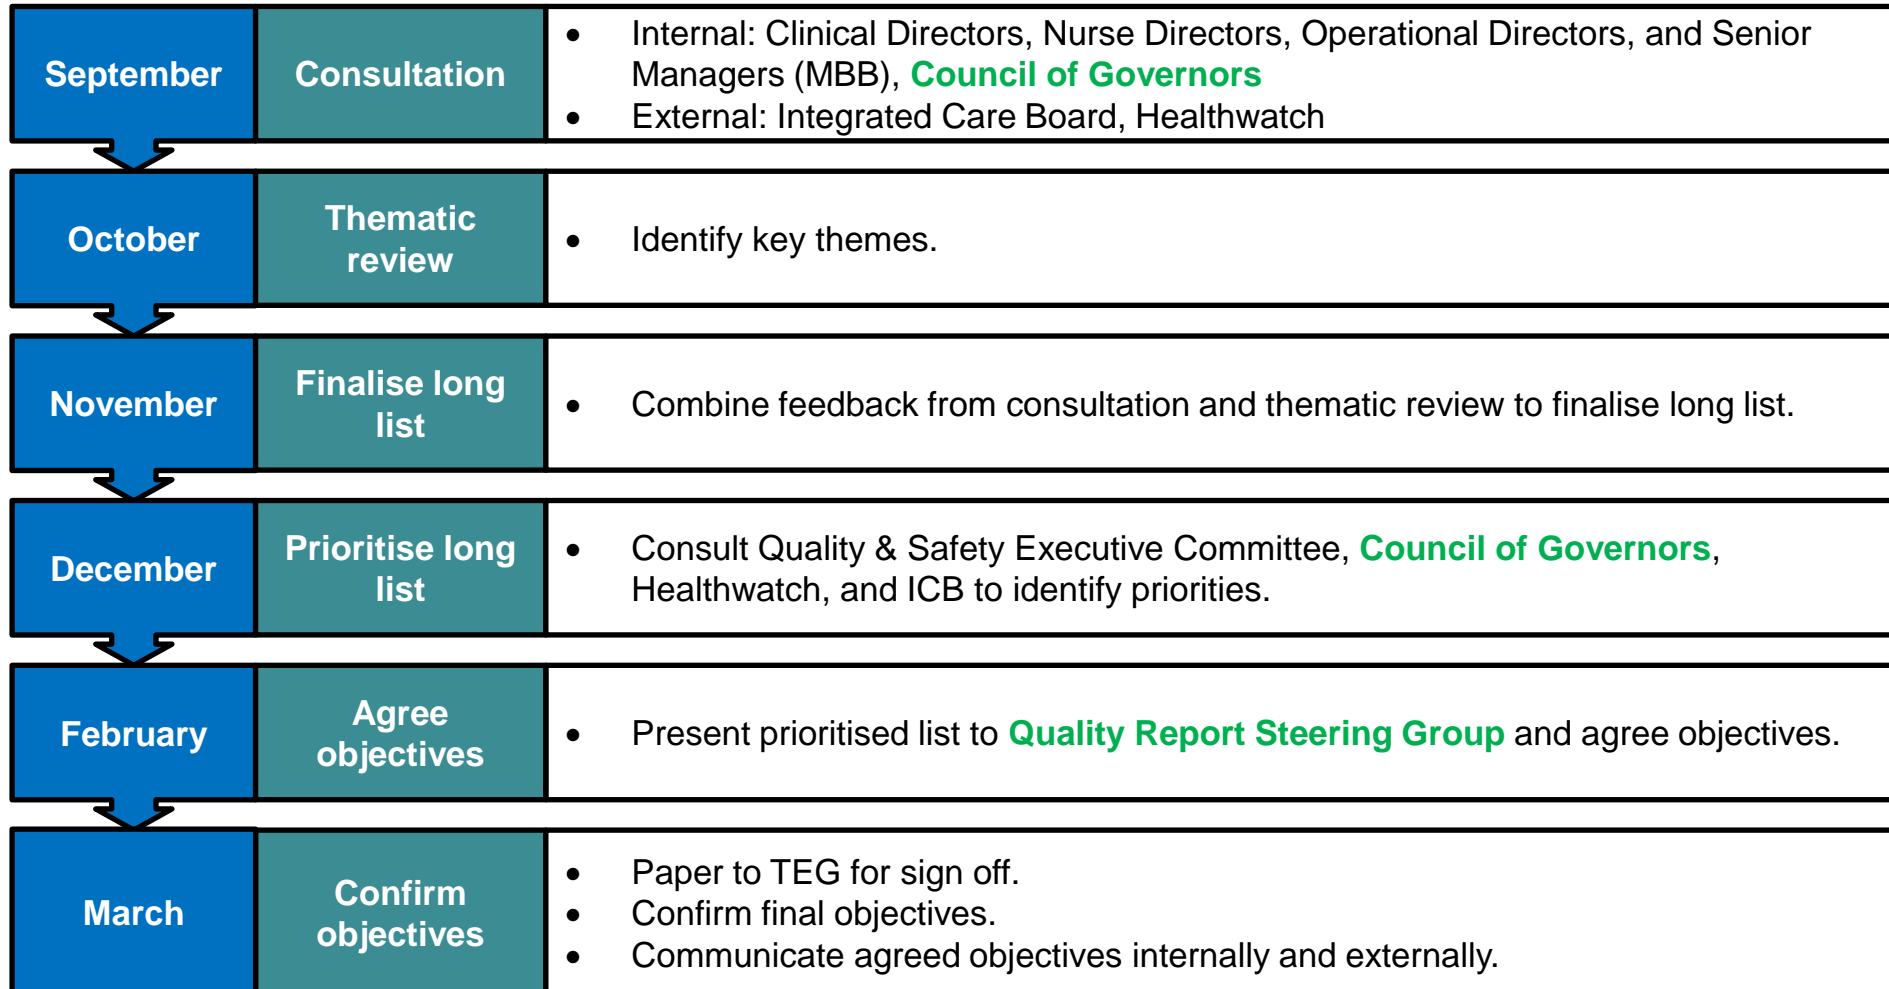 September
Consultation
• Internal: Clinical Directors, Nurse Directors, Operational Directors, and Senior
Managers (MBB), Council of Governors
• External: Integrated Care Board, Healthwatch
October
Thematic
review
• Identify key themes.
November
Finalise long
list
• Combine feedback from consultation and thematic review to finalise long list.
December
Prioritise long
list
• Consult Quality & Safety Executive Committee, Council of Governors,
Healthwatch, and ICB to identify priorities.
February
Agree
objectives
• Present prioritised list to Quality Report Steering Group and agree objectives.
March
Confirm
objectives
• Paper to TEG for sign off.
• Confirm final objectives.
• Communicate agreed objectives internally and externally.